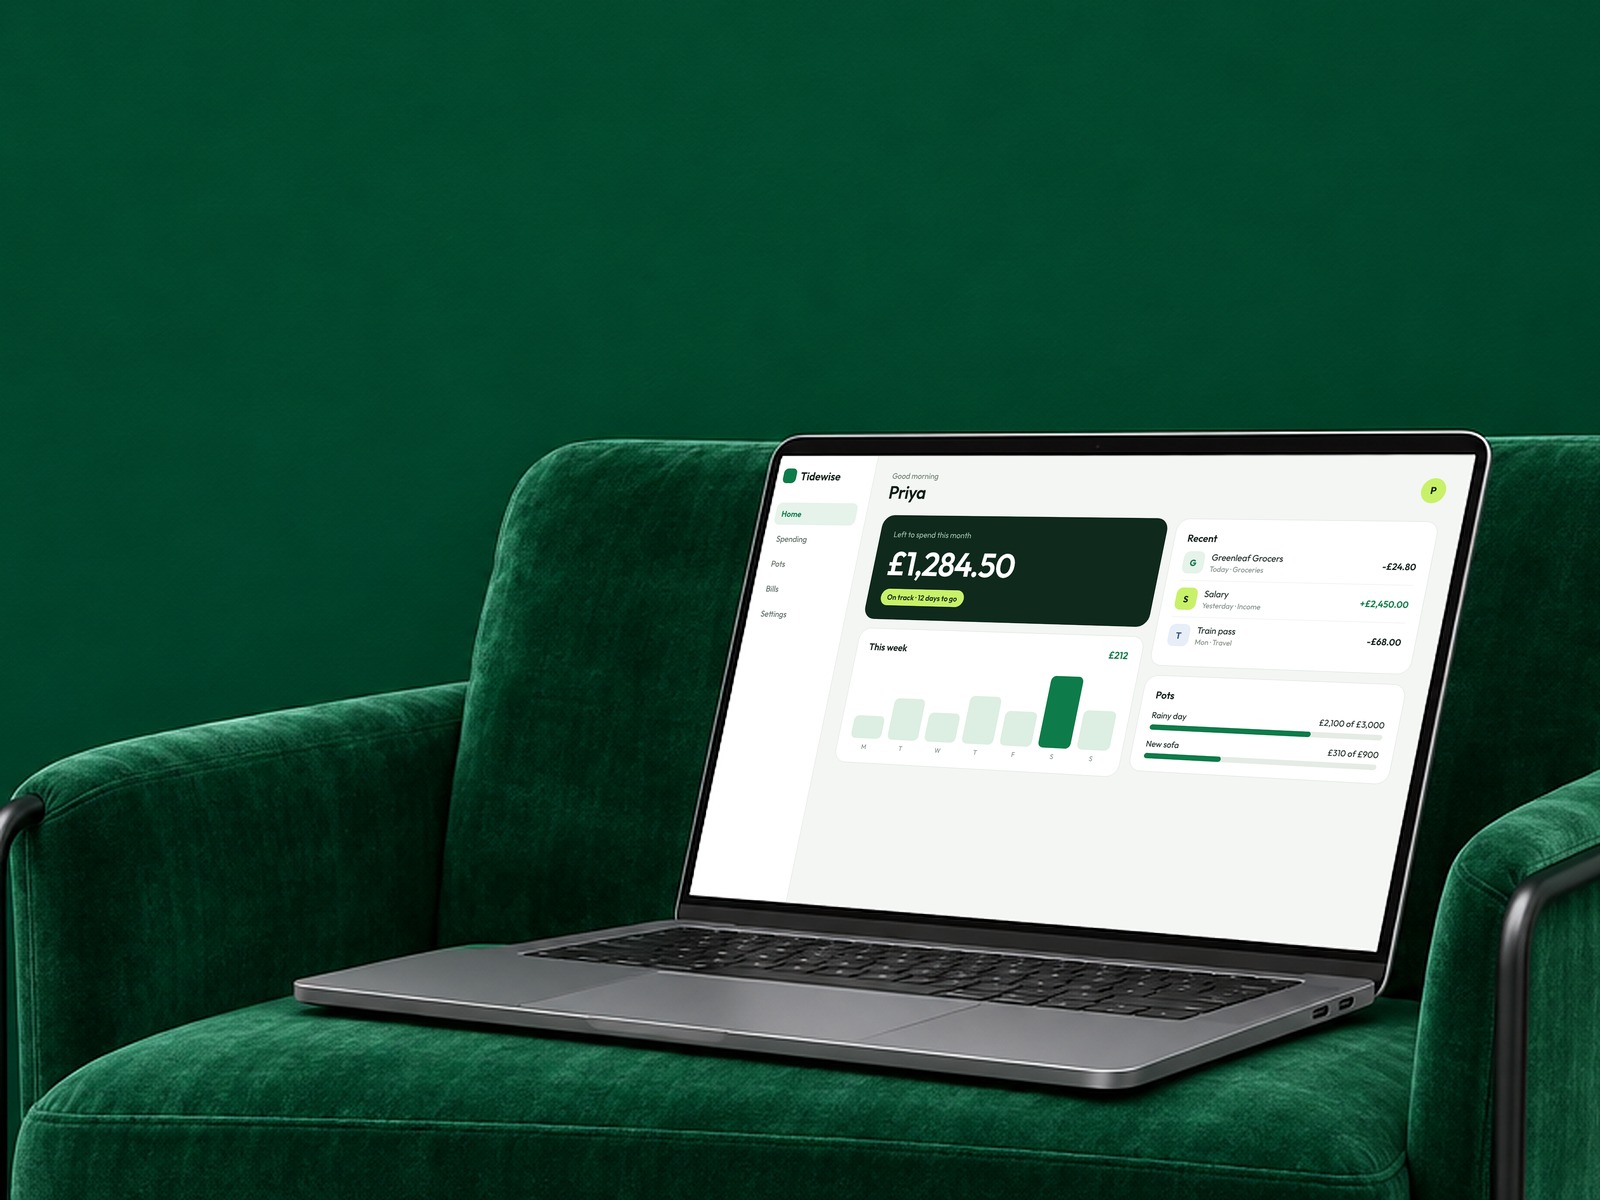 Tidewise
Home
Spending
Pots
Bills
Settings
Good morning
Priya
P
Left to spend this month
£1,284.50
On track · 12 days to go
This week
£212
M T W T F S S
Recent
G
Greenleaf Grocers
Today · Groceries
-£24.80
S
Salary
Yesterday · Income
+£2,450.00
T
Train pass
Mon · Travel
-£68.00
Pots
Rainy day
£2,100 of £3,000
New sofa
£310 of £900